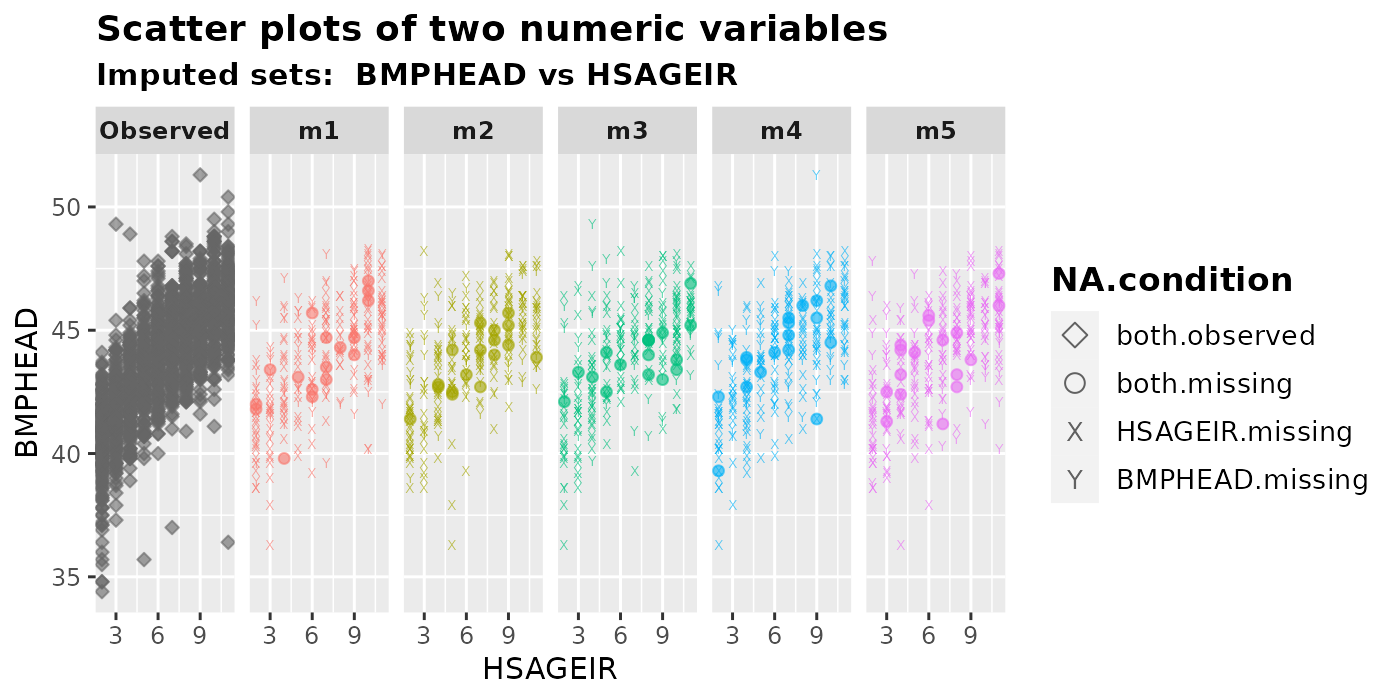 Scatter plots of two numeric variables
Imputed sets:  BMPHEAD vs HSAGEIR
Observed m1 m2 m3 m4 m5
BMPHEAD
50
45
40
35
3 6 9 3 6 9 3 6 9 3 6 9 3 6 9 3 6 9
HSAGEIR
NA.condition
both.observed
both.missing
X HSAGEIR.missing
Y BMPHEAD.missing